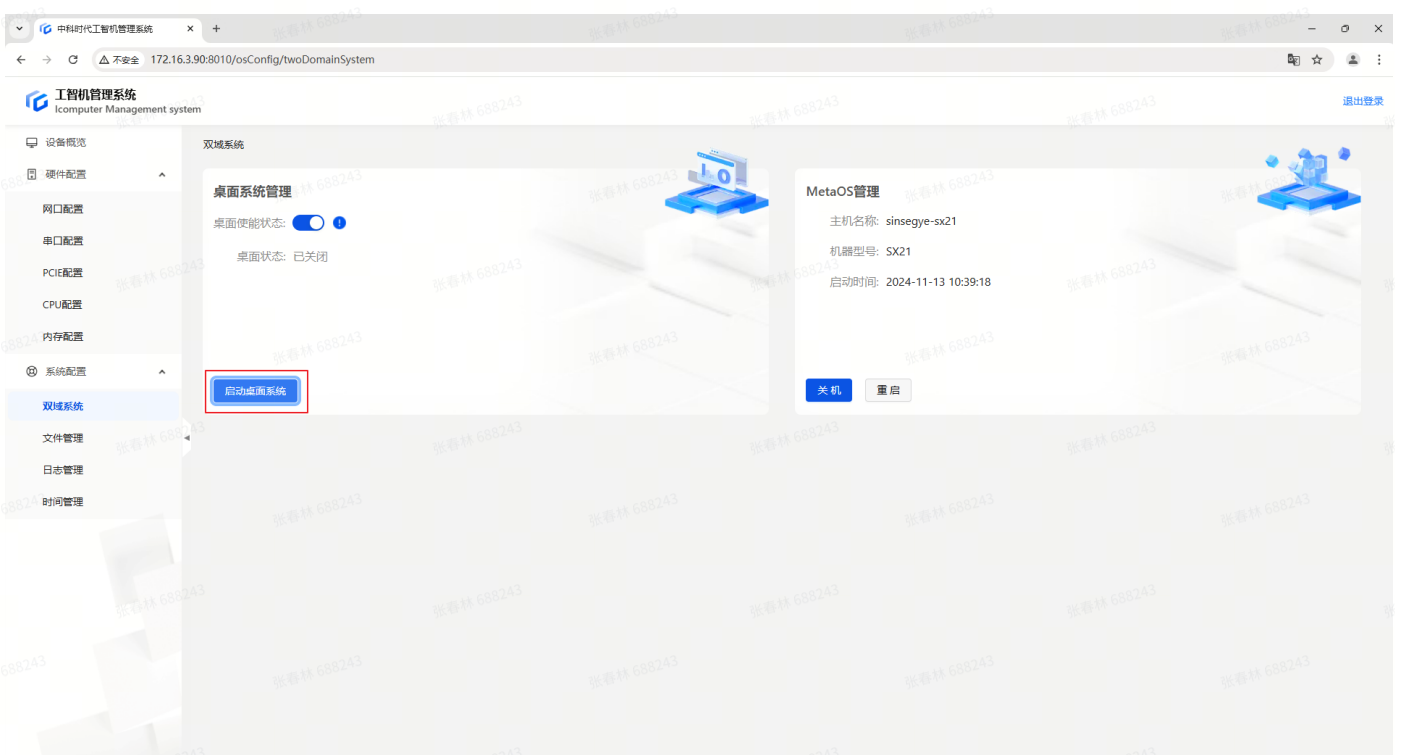 中科时代工智机管理系统
不安全 172.16.3.90:8010/osConfig/twoDomainSystem
工智机管理系统
Icomputer Management system
退出登录
设备概览
硬件配置
网口配置
串口配置
PCIE配置
CPU配置
内存配置
系统配置
双域系统
文件管理
日志管理
时间管理
双域系统
桌面系统管理
桌面使能状态:
桌面状态: 已关闭
启动桌面系统
MetaOS管理
主机名称: sinsegye-sx21
机器型号: SX21
启动时间: 2024-11-13 10:39:18
关机 重启
张春林 688243